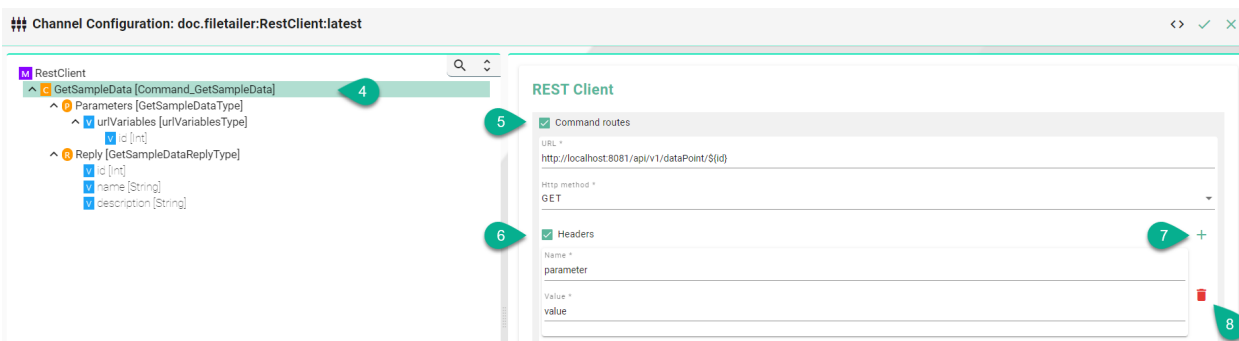 Channel Configuration: doc.filetailer:RestClient:latest
M RestClient
C GetSampleData [Command_GetSampleData]
4
P Parameters [GetSampleDataType]
V urlVariables [urlVariablesType]
V id [Int]
R Reply [GetSampleDataReplyType]
V id [Int]
V name [String]
V description [String]
REST Client
5
Command routes
URL *
http://localhost:8081/api/v1/dataPoint/${id}
Http method *
GET
6
Headers
7
+
Name *
parameter
Value *
value
8